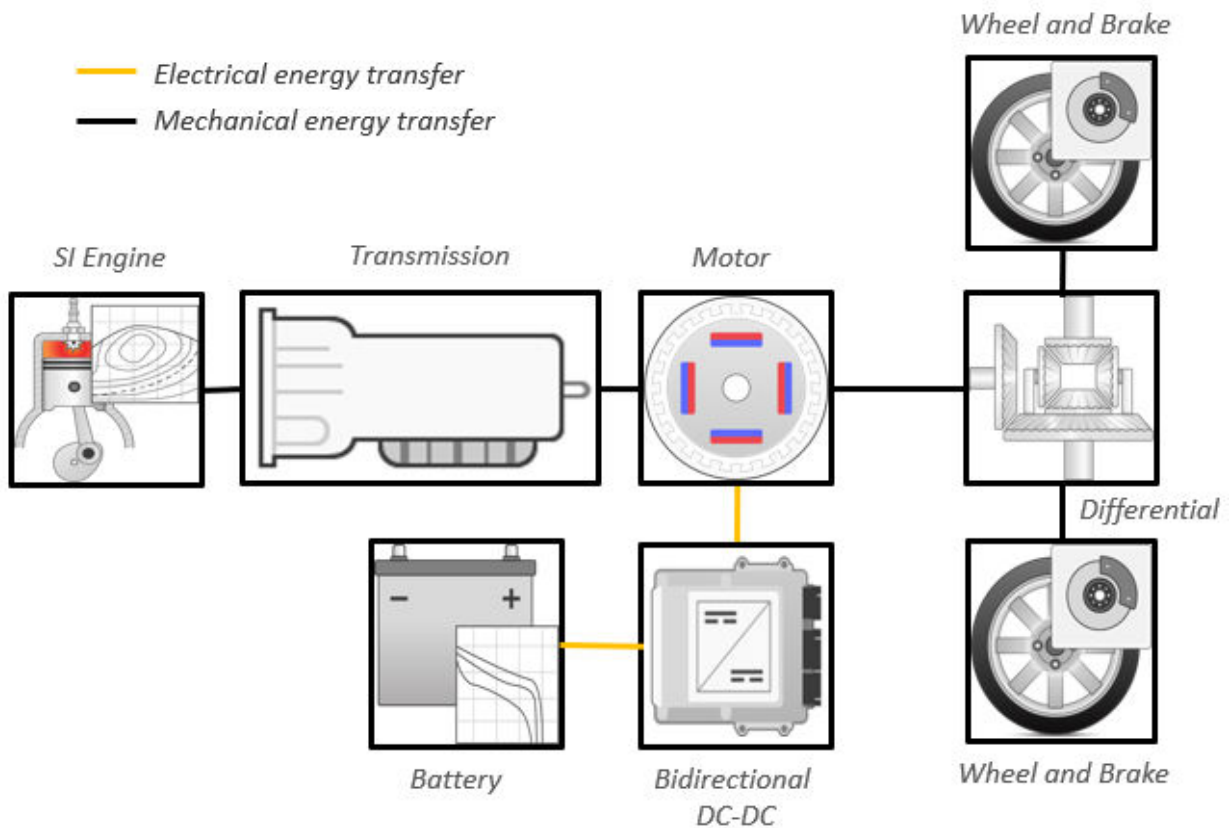 Wheel and Brake
Electrical energy transfer
Mechanical energy transfer
SI Engine
Transmission
Motor
Differential
Battery
Bidirectional
DC-DC
Wheel and Brake